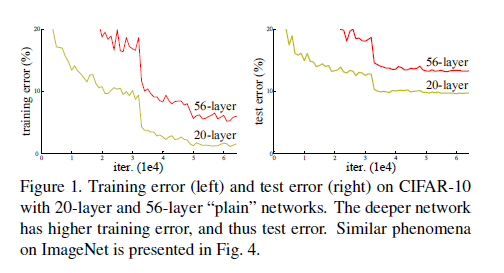 20
10
0
training error (%)
56-layer
20-layer
0 1 2 3 4 5 6
iter. (1e4)
20
10
0
test error (%)
56-layer
20-layer
0 1 2 3 4 5 6
iter. (1e4)
Figure 1. Training error (left) and test error (right) on CIFAR-10
with 20-layer and 56-layer “plain” networks. The deeper network
has higher training error, and thus test error. Similar phenomena
on ImageNet is presented in Fig. 4.